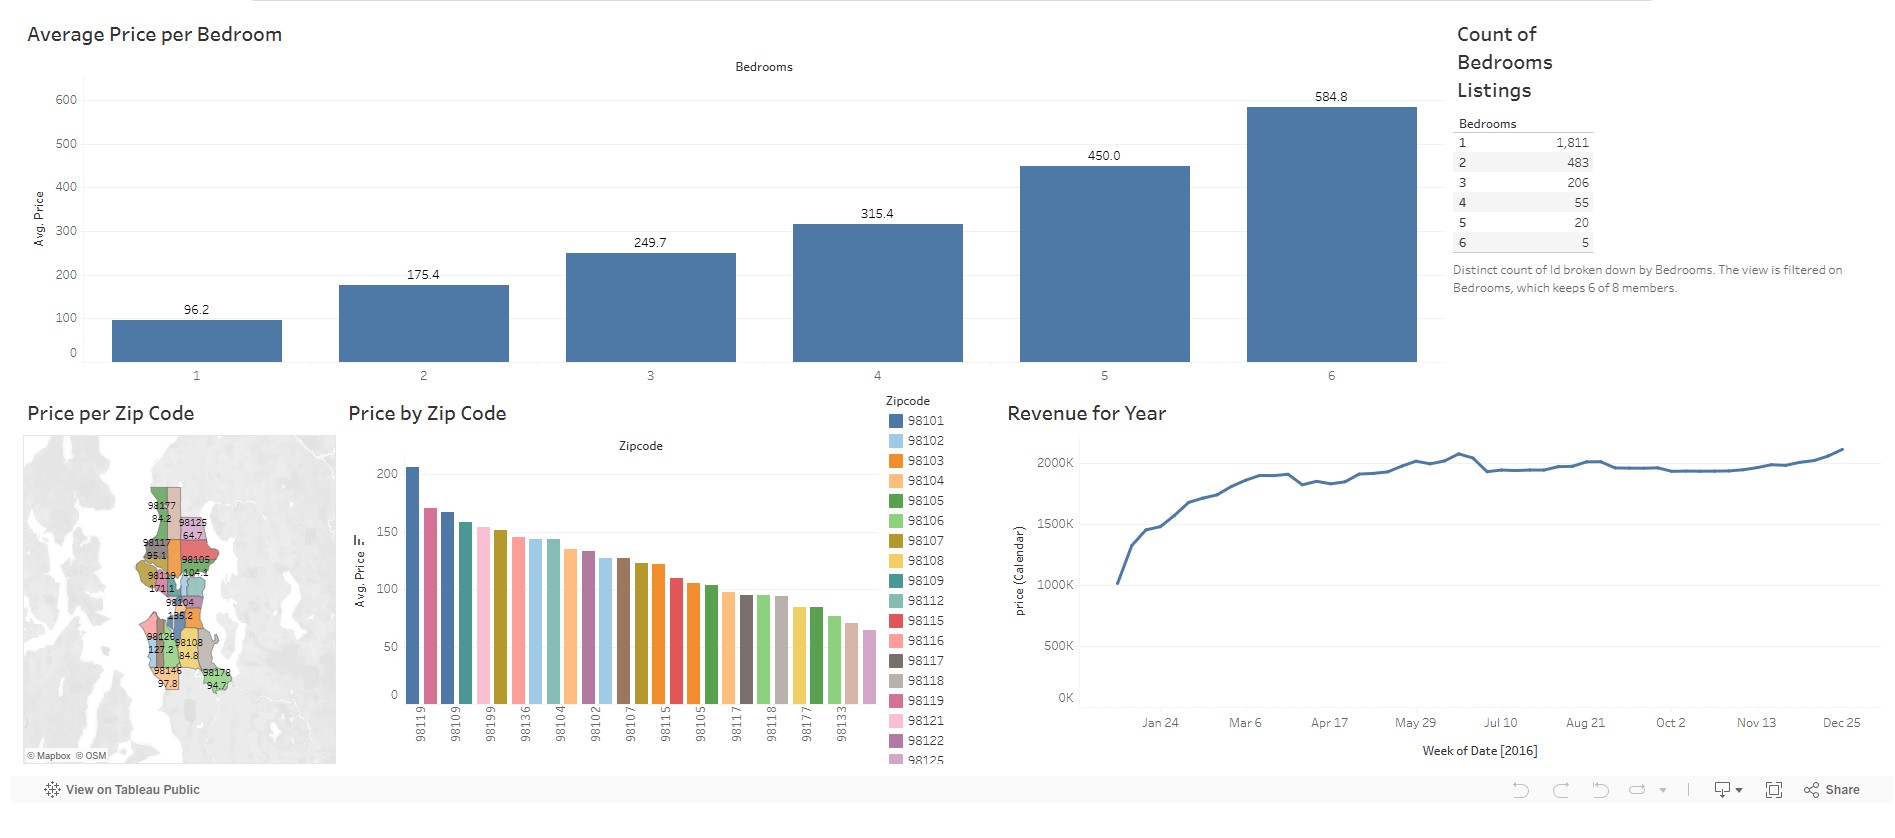 Average Price per Bedroom
Bedrooms
Avg. Price
600
500
400
300
200
100
0
96.2
175.4
249.7
315.4
450.0
584.8
1
2
3
4
5
6
Count of
Bedrooms
Listings
Bedrooms
1 1,811
2 483
3 206
4 55
5 20
6 5
Distinct count of Id broken down by Bedrooms. The view is filtered on
Bedrooms, which keeps 6 of 8 members.
Price per Zip Code
98177
84.2
98125
64.7
98117
95.1
98105
104.1
98119
171.1
98104
135.2
98126
127.2
98108
84.8
98146
97.8
98178
94.7
© Mapbox © OSM
Price by Zip Code
Zipcode
Avg. Price
200
150
100
50
0
98119
98109
98199
98136
98104
98102
98107
98115
98105
98117
98118
98177
98133
Zipcode
98101
98102
98103
98104
98105
98106
98107
98108
98109
98112
98115
98116
98117
98118
98119
98121
98122
98125
Revenue for Year
price (Calendar)
2000K
1500K
1000K
500K
0K
Jan 24
Mar 6
Apr 17
May 29
Jul 10
Aug 21
Oct 2
Nov 13
Dec 25
Week of Date [2016]
View on Tableau Public
Share